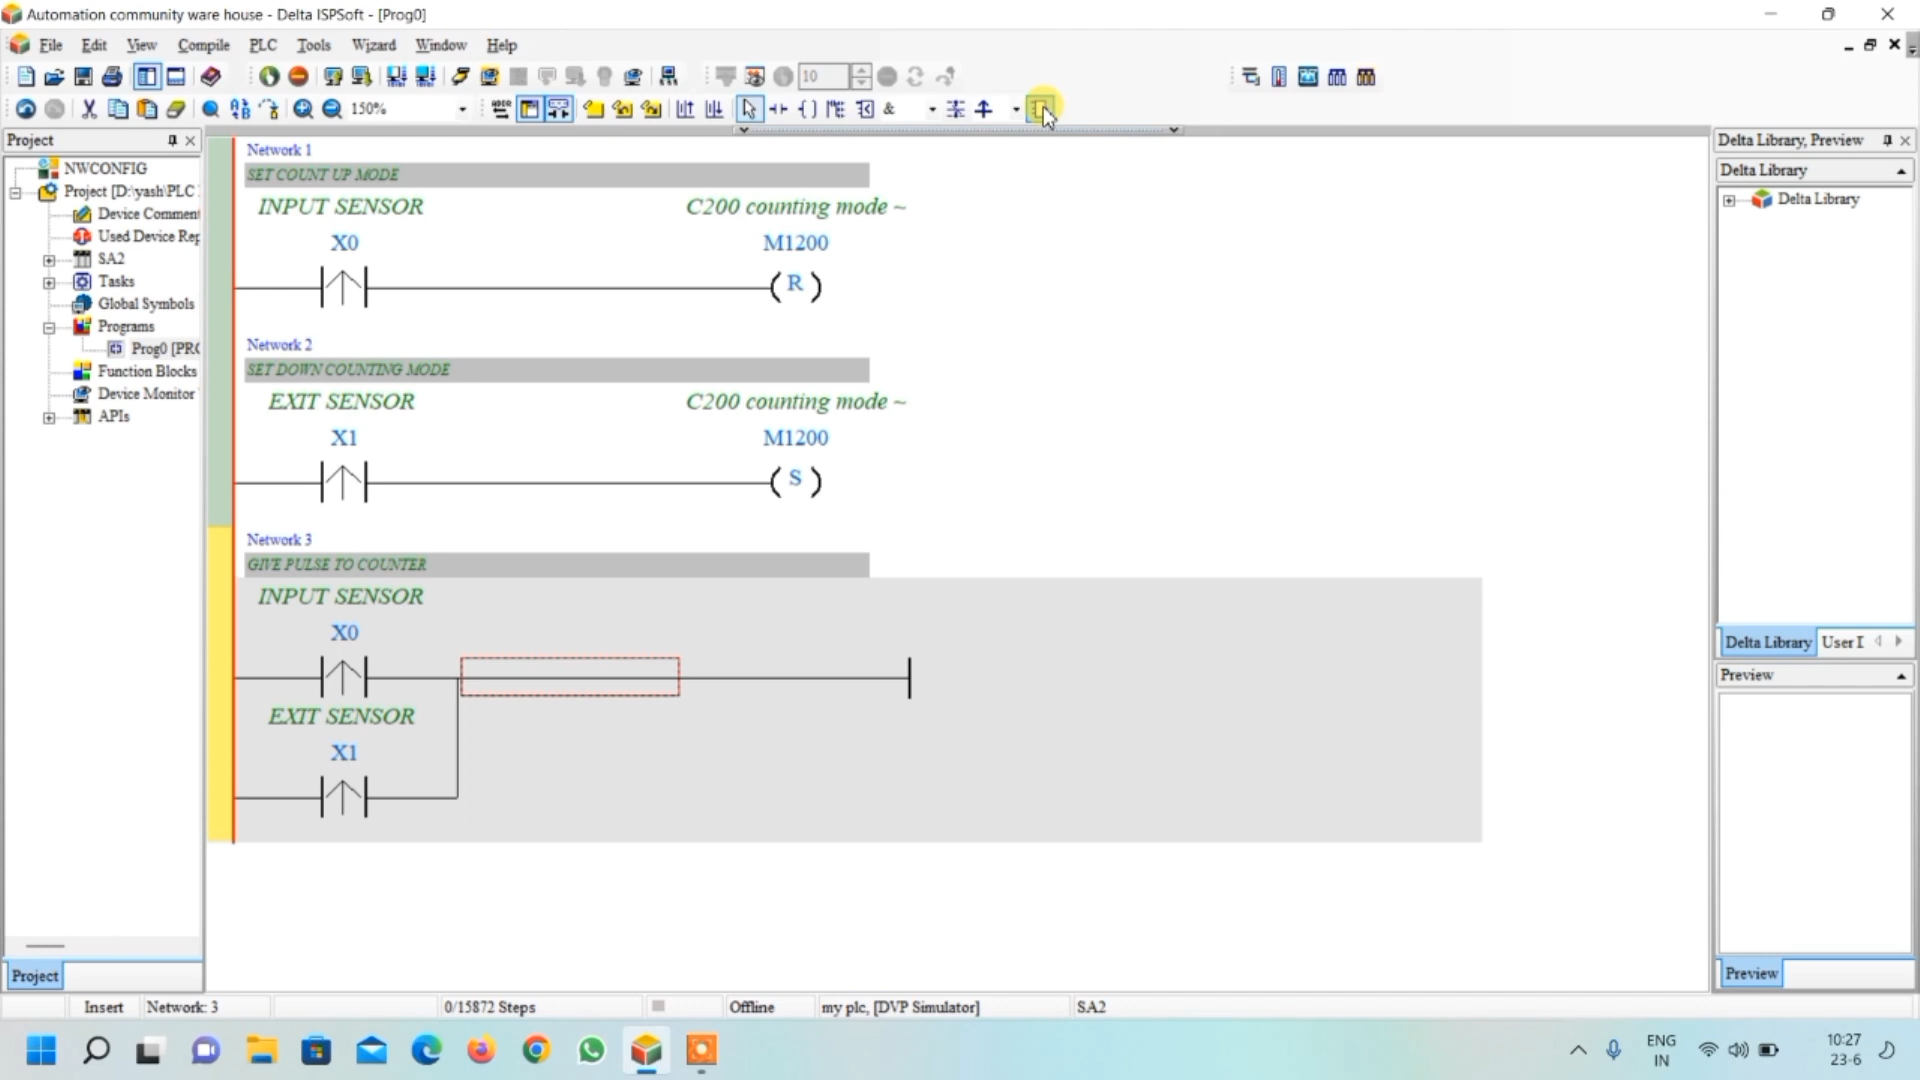 Automation community ware house - Delta ISPSoft - [Prog0]
File Edit View Compile PLC Tools Wizard Window Help
10
150%
&
Project
NWCONFIG
Project [D:\yash\PLC
Device Comment
Used Device Rep
SA2
Tasks
Global Symbols
Programs
Prog0 [PRO
Function Blocks
Device Monitor
APIs
Project
Network 1
SET COUNT UP MODE
INPUT SENSOR C200 counting mode ~
X0 M1200
R
Network 2
SET DOWN COUNTING MODE
EXIT SENSOR C200 counting mode ~
X1 M1200
S
Network 3
GIVE PULSE TO COUNTER
INPUT SENSOR
X0
EXIT SENSOR
X1
Delta Library, Preview
Delta Library
Delta Library
Delta Library User I
Preview
Preview
Insert Network: 3 0/15872 Steps Offline my plc, [DVP Simulator] SA2
ENG
IN
10:27
23-6